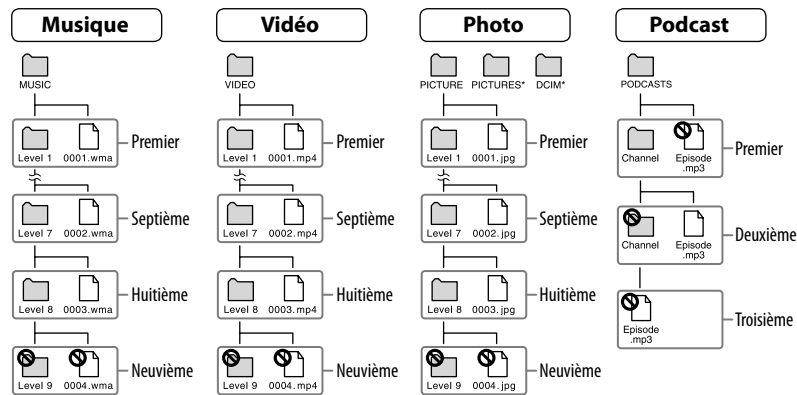 Musique
MUSIC
Level 1 0001.wma
Premier
Level 7 0002.wma
Septième
Level 8 0003.wma
Huitième
Level 9 0004.wma
Neuvième
Vidéo
VIDEO
Level 1 0001.mp4
Premier
Level 7 0002.mp4
Septième
Level 8 0003.mp4
Huitième
Level 9 0004.mp4
Neuvième
Photo
PICTURE PICTURES* DCIM*
Level 1 0001.jpg
Premier
Level 7 0002.jpg
Septième
Level 8 0003.jpg
Huitième
Level 9 0004.jpg
Neuvième
Podcast
PODCASTS
Channel Episode
.mp3
Premier
Channel Episode
.mp3
Deuxième
Episode
.mp3
Troisième